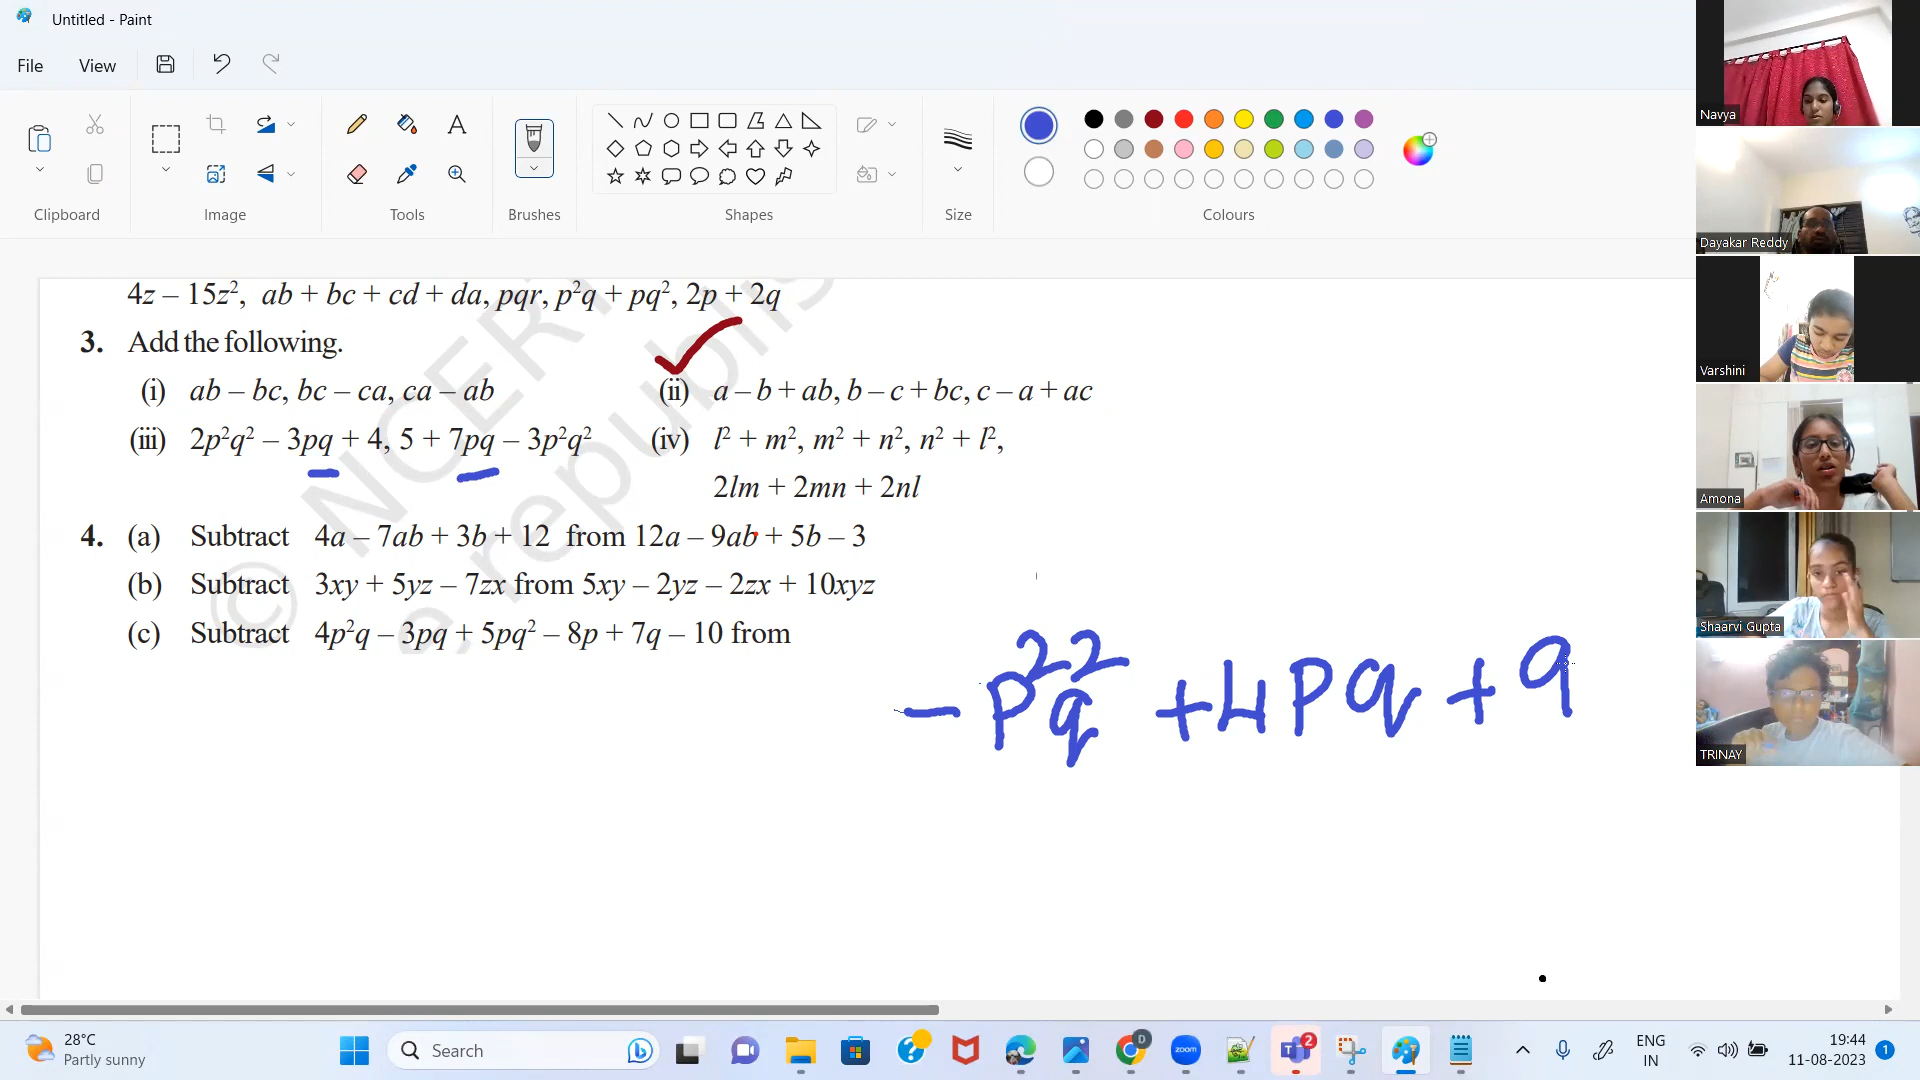 Untitled - Paint
File View
Clipboard Image Tools Brushes Shapes Size Colours
4z – 15z², ab + bc + cd + da, pqr, p²q + pq², 2p + 2q
3. Add the following.
(i) ab – bc, bc – ca, ca – ab (ii) a – b + ab, b – c + bc, c – a + ac
(iii) 2p²q² – 3pq + 4, 5 + 7pq – 3p²q² (iv) l² + m², m² + n², n² + l²,
2lm + 2mn + 2nl
4. (a) Subtract 4a – 7ab + 3b + 12 from 12a – 9ab + 5b – 3
(b) Subtract 3xy + 5yz – 7zx from 5xy – 2yz – 2zx + 10xyz
(c) Subtract 4p²q – 3pq + 5pq² – 8p + 7q – 10 from
© NCERT
republis
- p²q² + 4pq + 9
Navya
Dayakar Reddy
Varshini
Amona
Shaarvi Gupta
TRINAY
28°C
Partly sunny
Search
zoom
D
2
ENG
IN
19:44
11-08-2023
1